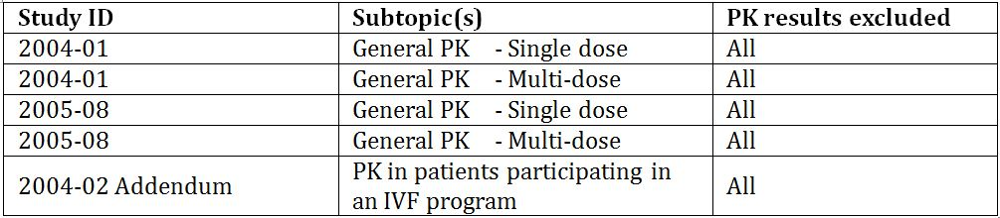 Study ID Subtopic(s) PK results excluded
2004-01 General PK - Single dose All
2004-01 General PK - Multi-dose All
2005-08 General PK - Single dose All
2005-08 General PK - Multi-dose All
2004-02 Addendum PK in patients participating in an IVF program All